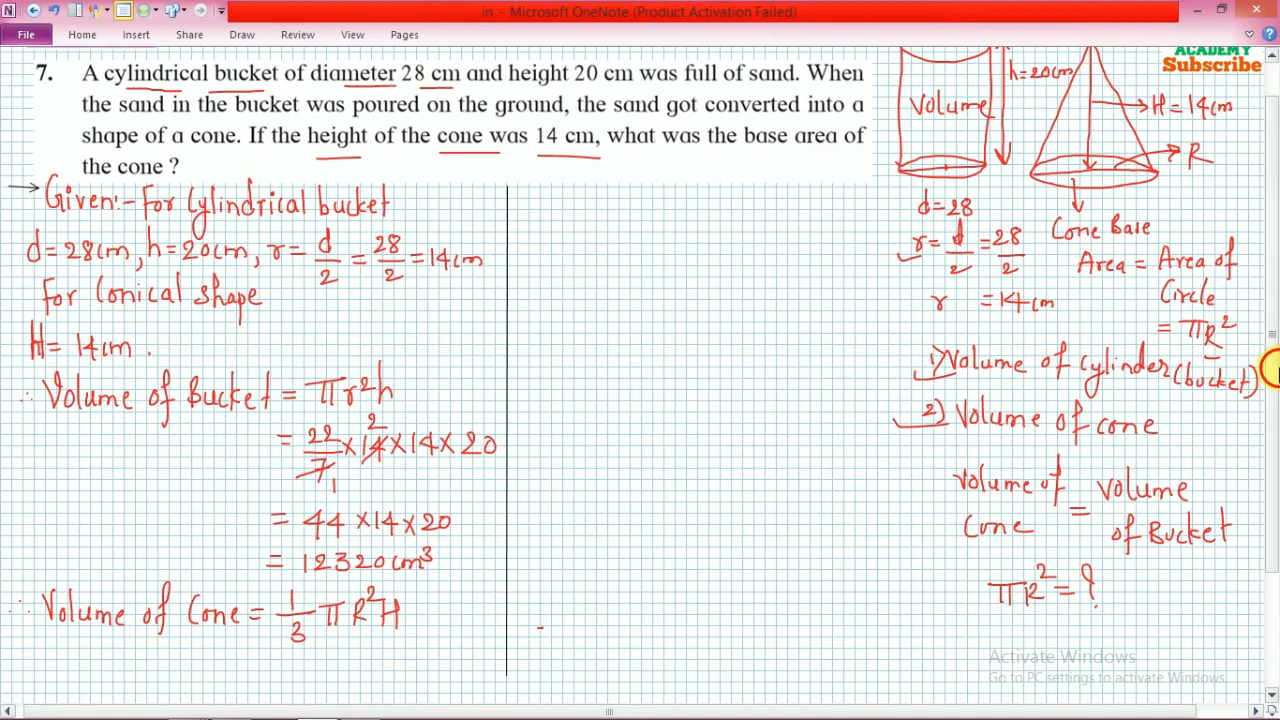 in - Microsoft OneNote (Product Activation Failed)
File Home Insert Share Draw Review View Pages
ACADEMY
Subscribe
7. A cylindrical bucket of diameter 28 cm and height 20 cm was full of sand. When
the sand in the bucket was poured on the ground, the sand got converted into a
shape of a cone. If the height of the cone was 14 cm, what was the base area of
the cone ?
Given:- For Cylindrical bucket
d=28cm, h=20cm, r= d/2 = 28/2 =14cm
For Conical shape
H= 14cm.
∴ Volume of Bucket = πr²h
= 22/7 1 × 14 2 × 14 × 20
= 44 ×14× 20
= 12320cm³
∴ Volume of Cone = 1/3 πR²H
Volume
h=20cm
H=14cm
R
d=28
r= d/2 = 28/2
r =14cm
Cone Base
Area = Area of
Circle
= πR²
1) Volume of cylinder (bucket)
2) Volume of cone
Volume of Cone = Volume of Bucket
πR² = ?
Activate Windows
Go to PC settings to activate Windows.